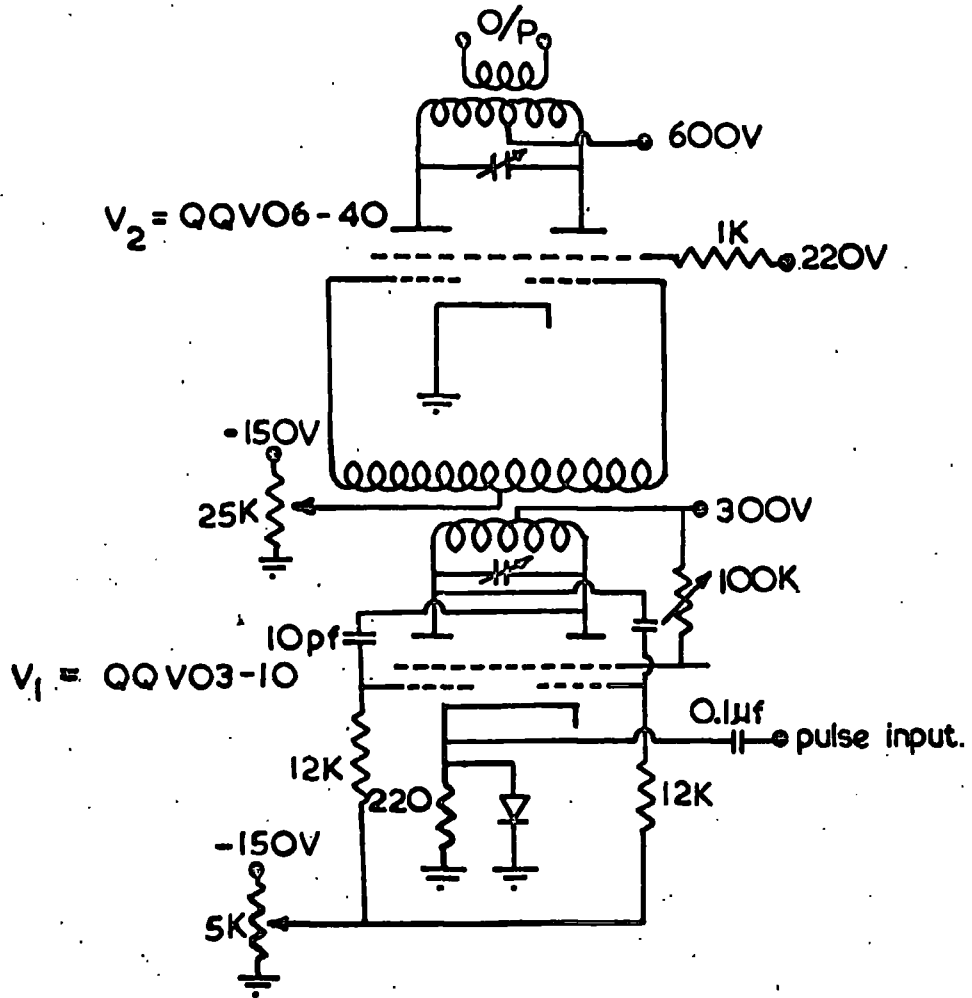 O/P
600V
V2 = QQV06-40
1K
220V
-150V
25K
300V
100K
10pf
V1 = QQV03-10
0.1µf
pulse input.
12K
220
12K
-150V
5K